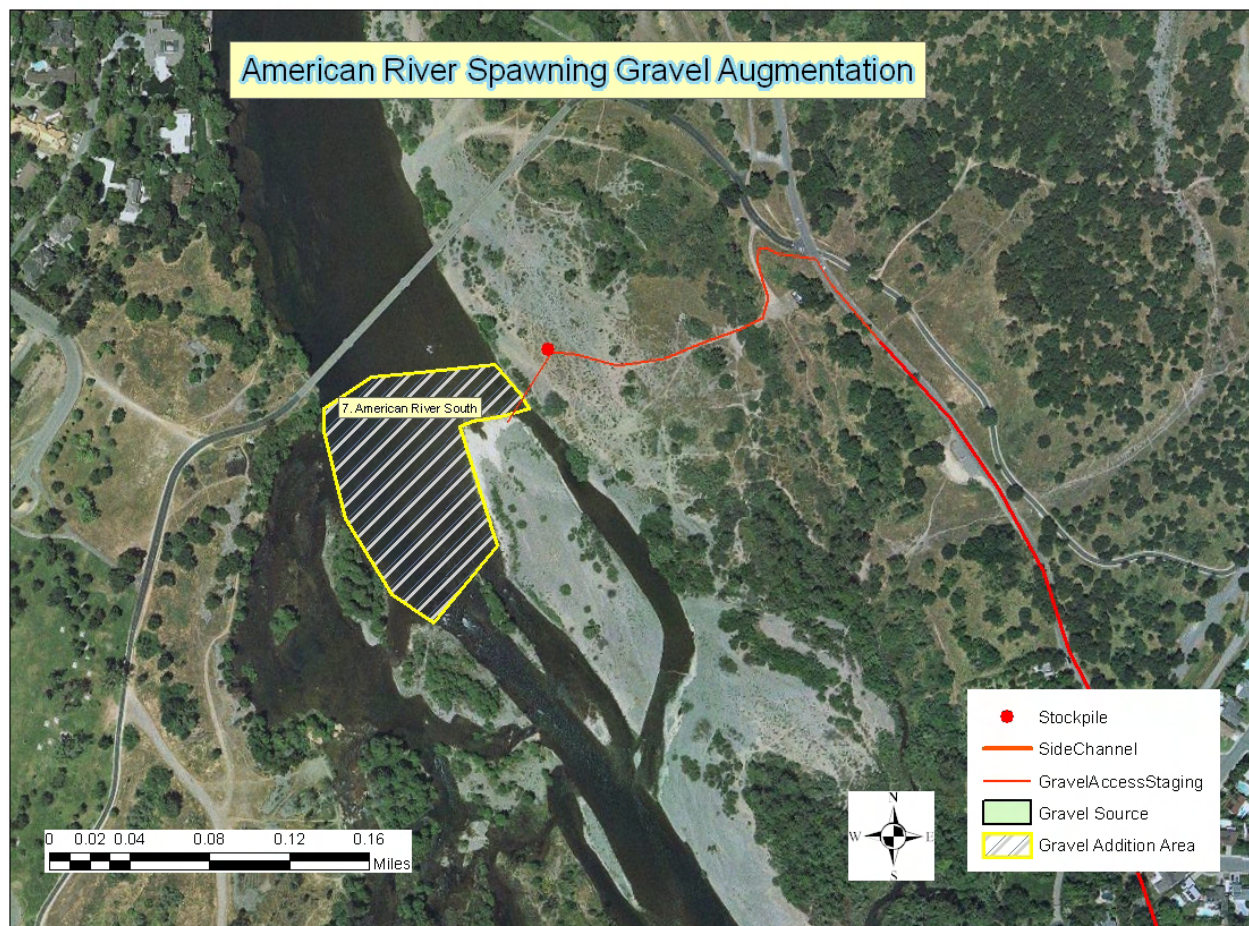 American River Spawning Gravel Augmentation
7. American River South
Stockpile
SideChannel
GravelAccessStaging
Gravel Source
Gravel Addition Area
N
W E
S
0 0.02 0.04 0.08 0.12 0.16
Miles